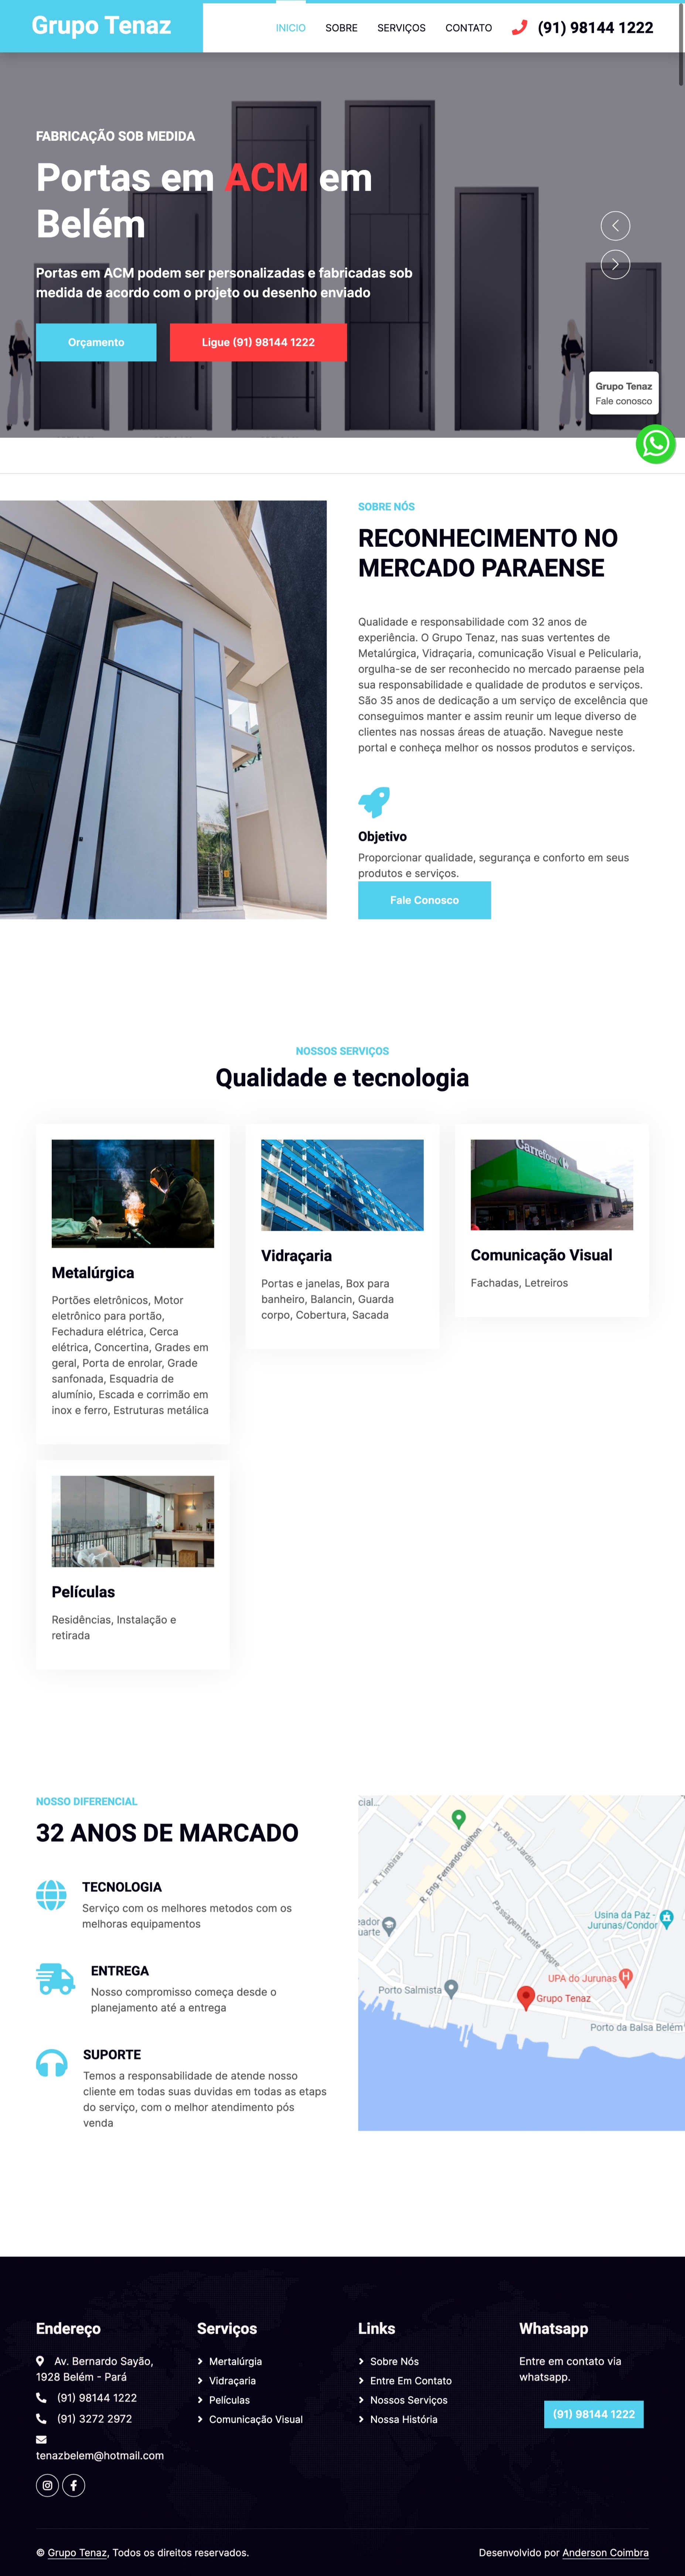 Grupo Tenaz
INICIO
SOBRE
SERVIÇOS
CONTATO
(91) 98144 1222
FABRICAÇÃO SOB MEDIDA
Portas em ACM em
Belém
Portas em ACM podem ser personalizadas e fabricadas sob
medida de acordo com o projeto ou desenho enviado
Orçamento
Ligue (91) 98144 1222
Grupo Tenaz
Fale conosco
SOBRE NÓS
RECONHECIMENTO NO
MERCADO PARAENSE
Qualidade e responsabilidade com 32 anos de
experiência. O Grupo Tenaz, nas suas vertentes de
Metalúrgica, Vidraçaria, comunicação Visual e Pelicularia,
orgulha-se de ser reconhecido no mercado paraense pela
sua responsabilidade e qualidade de produtos e serviços.
São 35 anos de dedicação a um serviço de excelência que
conseguimos manter e assim reunir um leque diverso de
clientes nas nossas áreas de atuação. Navegue neste
portal e conheça melhor os nossos produtos e serviços.
Objetivo
Proporcionar qualidade, segurança e conforto em seus
produtos e serviços.
Fale Conosco
NOSSOS SERVIÇOS
Qualidade e tecnologia
Metalúrgica
Portões eletrônicos, Motor
eletrônico para portão,
Fechadura elétrica, Cerca
elétrica, Concertina, Grades em
geral, Porta de enrolar, Grade
sanfonada, Esquadria de
alumínio, Escada e corrimão em
inox e ferro, Estruturas metálica
Vidraçaria
Portas e janelas, Box para
banheiro, Balancin, Guarda
corpo, Cobertura, Sacada
Carrefour
Comunicação Visual
Fachadas, Letreiros
Películas
Residências, Instalação e
retirada
NOSSO DIFERENCIAL
32 ANOS DE MARCADO
TECNOLOGIA
Serviço com os melhores metodos com os
melhoras equipamentos
ENTREGA
Nosso compromisso começa desde o
planejamento até a entrega
SUPORTE
Temos a responsabilidade de atende nosso
cliente em todas suas duvidas em todas as etaps
do serviço, com o melhor atendimento pós
venda
cial...
R. Timbiras
R. Eng. Fernando Guilhon
Tv. Bom Jardim
Passagem Monte Alegre
eador
uarte
Usina da Paz -
Jurunas/Condor
UPA do Jurunas
Porto Salmista
Grupo Tenaz
Porto da Balsa Belém
Endereço
Av. Bernardo Sayão,
1928 Belém - Pará
(91) 98144 1222
(91) 3272 2972
tenazbelem@hotmail.com
Serviços
Mertalúrgia
Vidraçaria
Películas
Comunicação Visual
Links
Sobre Nós
Entre Em Contato
Nossos Serviços
Nossa História
Whatsapp
Entre em contato via
whatsapp.
(91) 98144 1222
© Grupo Tenaz, Todos os direitos reservados.
Desenvolvido por Anderson Coimbra